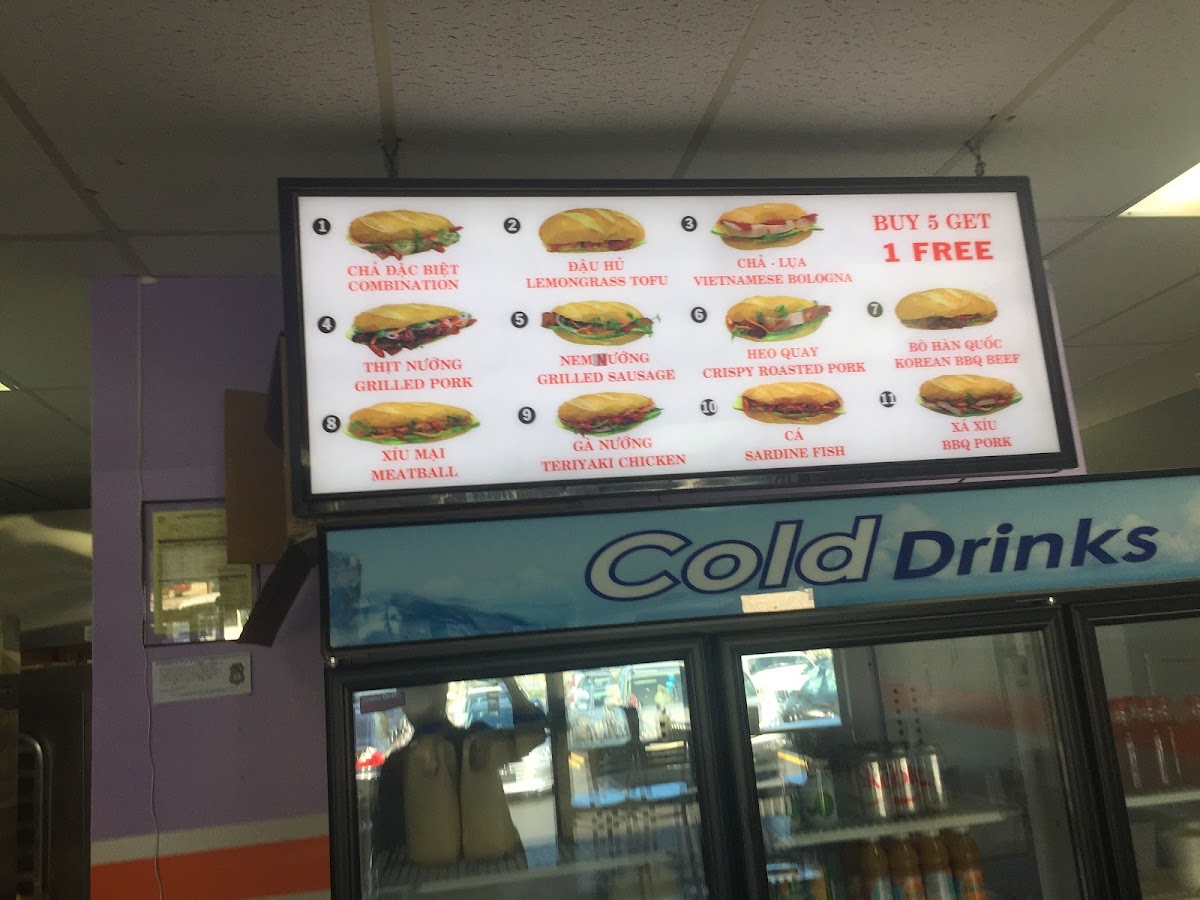 1
CHẢ ĐẶC BIỆT
COMBINATION
2
ĐẬU HỦ
LEMONGRASS TOFU
3
CHẢ - LỤA
VIETNAMESE BOLOGNA
BUY 5 GET
1 FREE
4
THỊT NƯỚNG
GRILLED PORK
5
NEM NƯỚNG
GRILLED SAUSAGE
6
HEO QUAY
CRISPY ROASTED PORK
7
BÒ HÀN QUỐC
KOREAN BBQ BEEF
8
XÍU MẠI
MEATBALL
9
GÀ NƯỚNG
TERIYAKI CHICKEN
10
CÁ
SARDINE FISH
11
XÁ XÍU
BBQ PORK
Cold Drinks